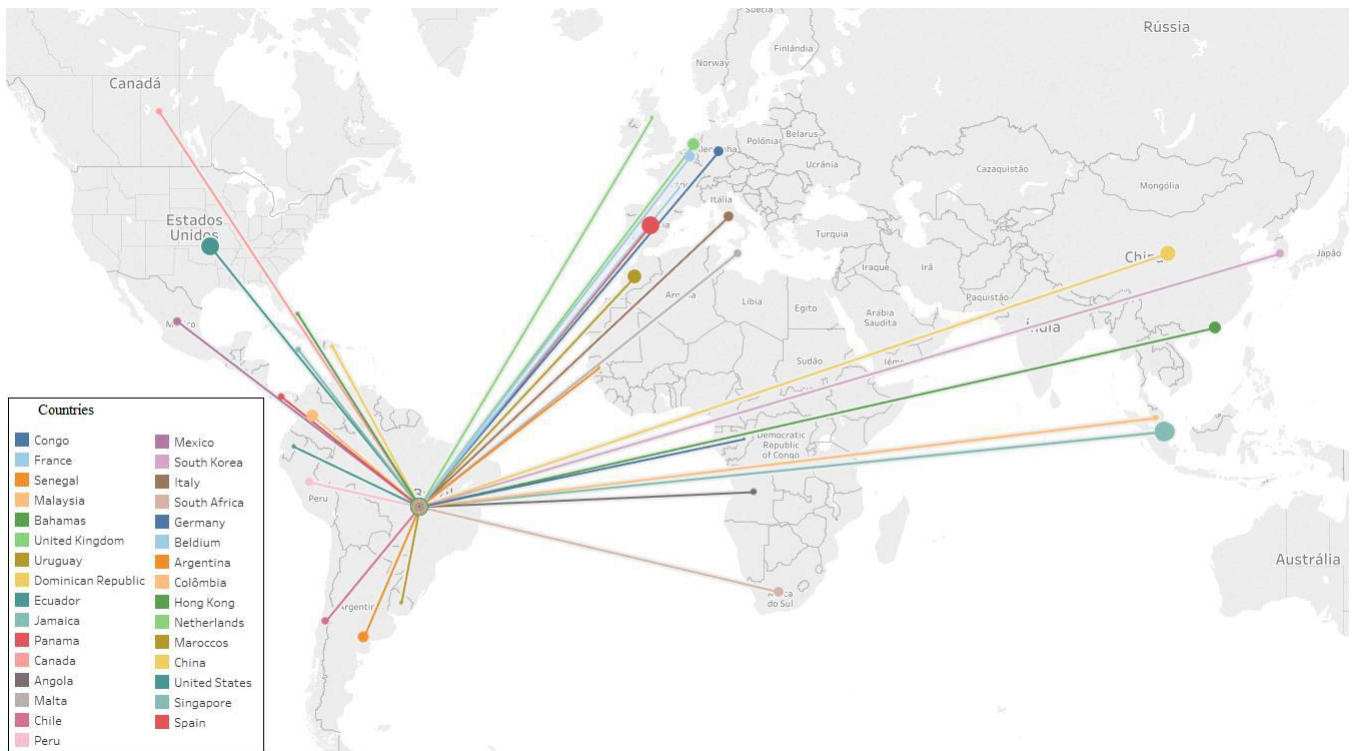 Rússia
Suécia
Finlândia
Norway
Canadá
Belarus
Polónia
Ucrânia
Cazaquistão
Mongólia
Itália
Estados
Unidos
Turquia
China
Japão
Iraque
Irã
Líbia
Egito
Paquistão
Arábia
Saudita
Índia
Sudão
Democratic
Republic
of Congo
Peru
Austrália
do Sul
Countries
Congo
France
Senegal
Malaysia
Bahamas
United Kingdom
Uruguay
Dominican Republic
Ecuador
Jamaica
Panama
Canada
Angola
Malta
Chile
Peru
Mexico
South Korea
Italy
South Africa
Germany
Beldium
Argentina
Colômbia
Hong Kong
Netherlands
Maroccos
China
United States
Singapore
Spain